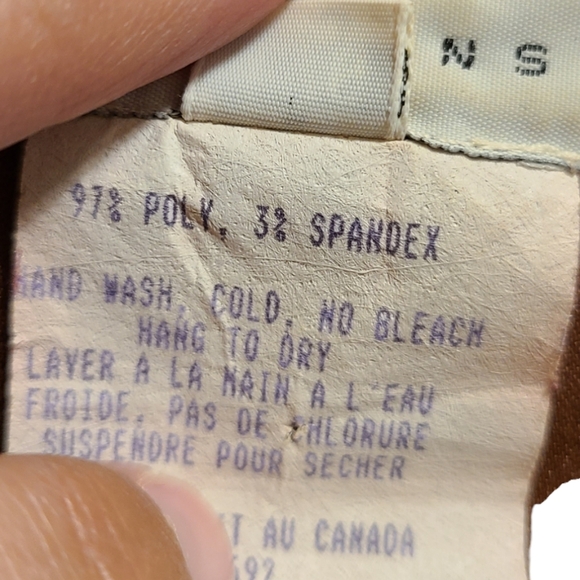 N S
97% POLY, 3% SPANDEX
HAND WASH, COLD, NO BLEACH
HANG TO DRY
LAVER A LA MAIN A L'EAU
FROIDE, PAS DE CHLORURE
SUSPENDRE POUR SECHER
AU CANADA